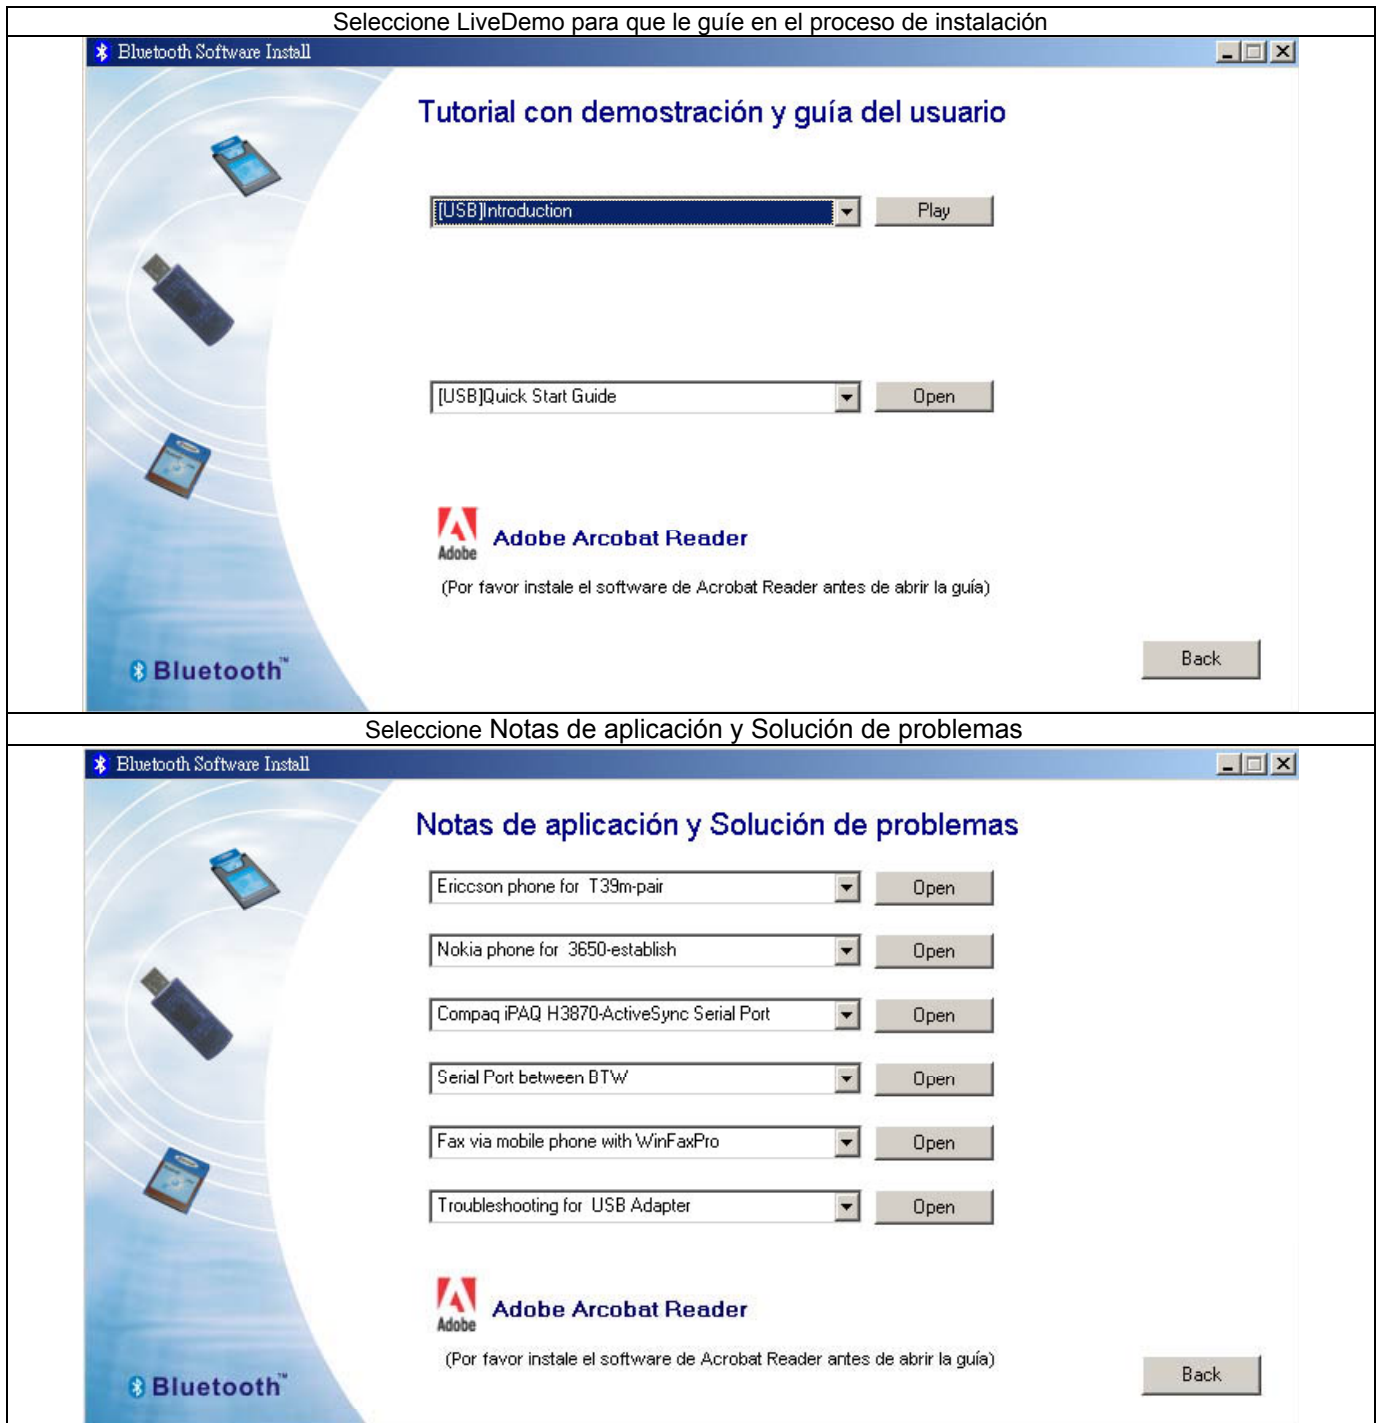 Seleccione LiveDemo para que le guíe en el proceso de instalación
Bluetooth Software Install
Tutorial con demostración y guía del usuario
[USB]Introduction
Play
[USB]Quick Start Guide
Open
Adobe
Adobe Arcobat Reader
(Por favor instale el software de Acrobat Reader antes de abrir la guía)
Back
Bluetooth™
Seleccione Notas de aplicación y Solución de problemas
Bluetooth Software Install
Notas de aplicación y Solución de problemas
Ericcson phone for T39m-pair
Open
Nokia phone for 3650-establish
Open
Compaq iPAQ H3870-ActiveSync Serial Port
Open
Serial Port between BTW
Open
Fax via mobile phone with WinFaxPro
Open
Troubleshooting for USB Adapter
Open
Adobe
Adobe Arcobat Reader
(Por favor instale el software de Acrobat Reader antes de abrir la guía)
Back
Bluetooth™